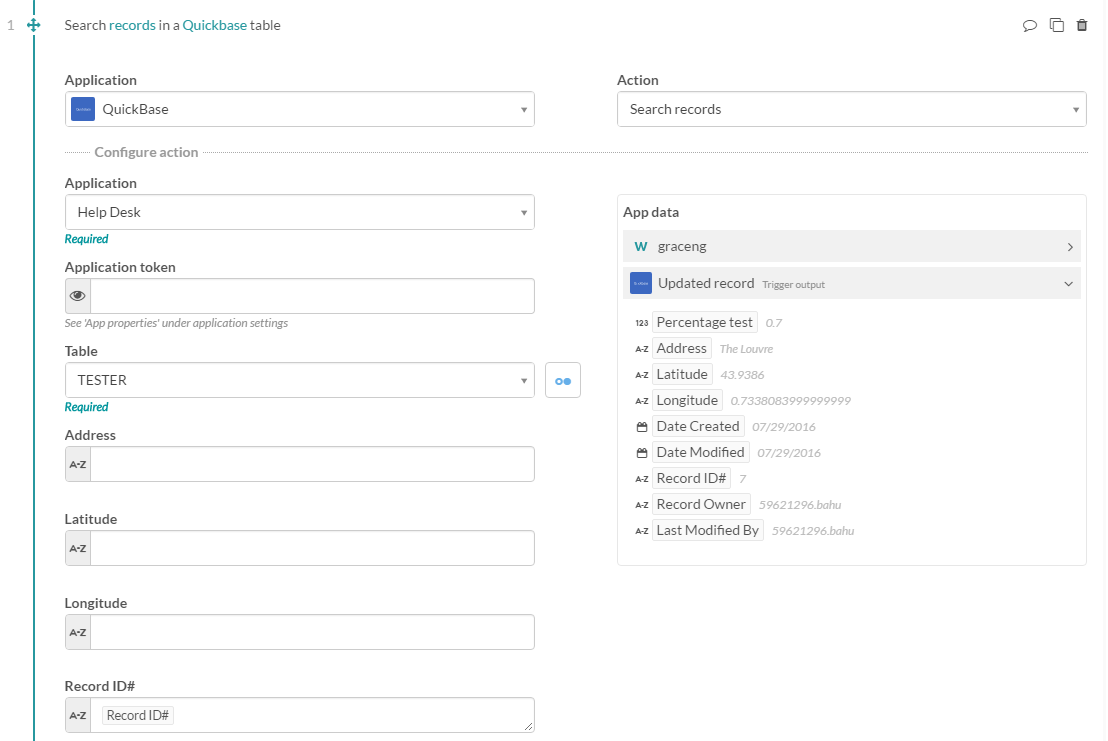 1 Search records in a Quickbase table
Application
QuickBase
Action
Search records
Configure action
Application
Help Desk
Required
Application token
See 'App properties' under application settings
Table
TESTER
Required
Address
A-Z
Latitude
A-Z
Longitude
A-Z
Record ID#
A-Z Record ID#
App data
W graceng
Updated record Trigger output
123 Percentage test 0.7
A-Z Address The Louvre
A-Z Latitude 43.9386
A-Z Longitude 0.7338083999999999
Date Created 07/29/2016
Date Modified 07/29/2016
A-Z Record ID# 7
A-Z Record Owner 59621296.bahu
A-Z Last Modified By 59621296.bahu